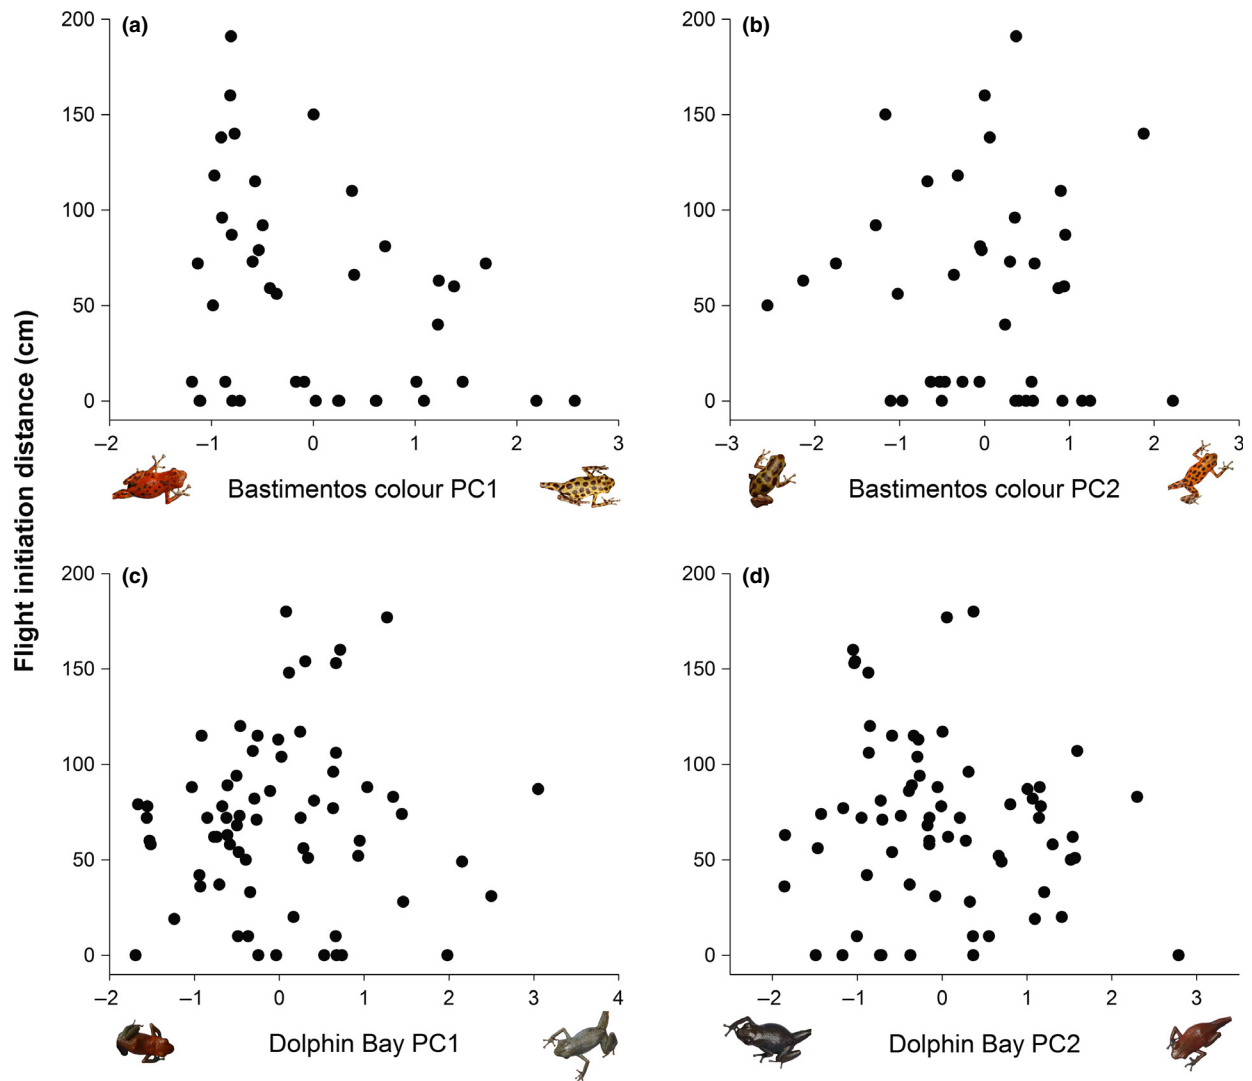 Flight initiation distance (cm)
(a)
200
150
100
50
0
–2 –1 0 1 2 3
Bastimentos colour PC1
(b)
200
150
100
50
0
–3 –2 –1 0 1 2 3
Bastimentos colour PC2
(c)
200
150
100
50
0
–2 –1 0 1 2 3 4
Dolphin Bay PC1
(d)
200
150
100
50
0
–2 –1 0 1 2 3
Dolphin Bay PC2